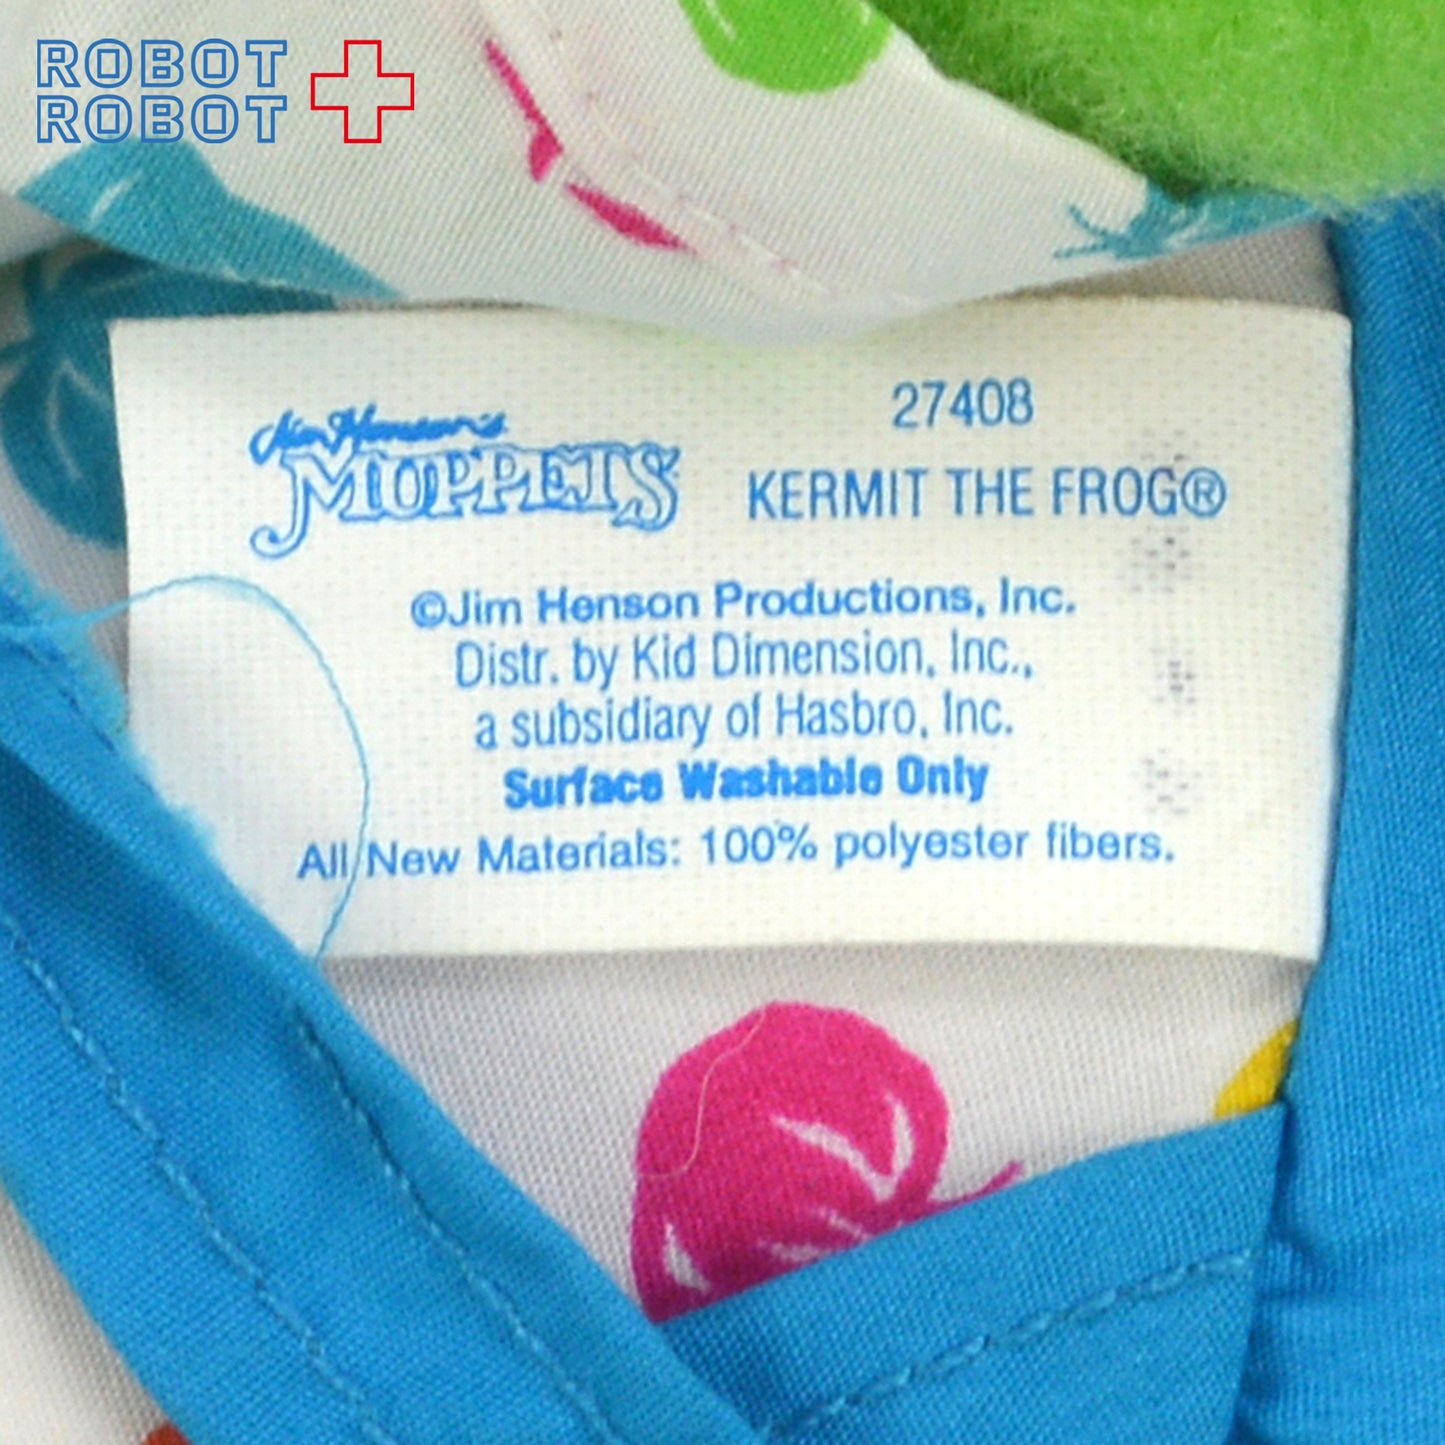 ROBOT
ROBOT
Jim Henson's
MUPPETS
27408
KERMIT THE FROG®
©Jim Henson Productions, Inc.
Distr. by Kid Dimension, Inc.,
a subsidiary of Hasbro, Inc.
Surface Washable Only
All New Materials: 100% polyester fibers.